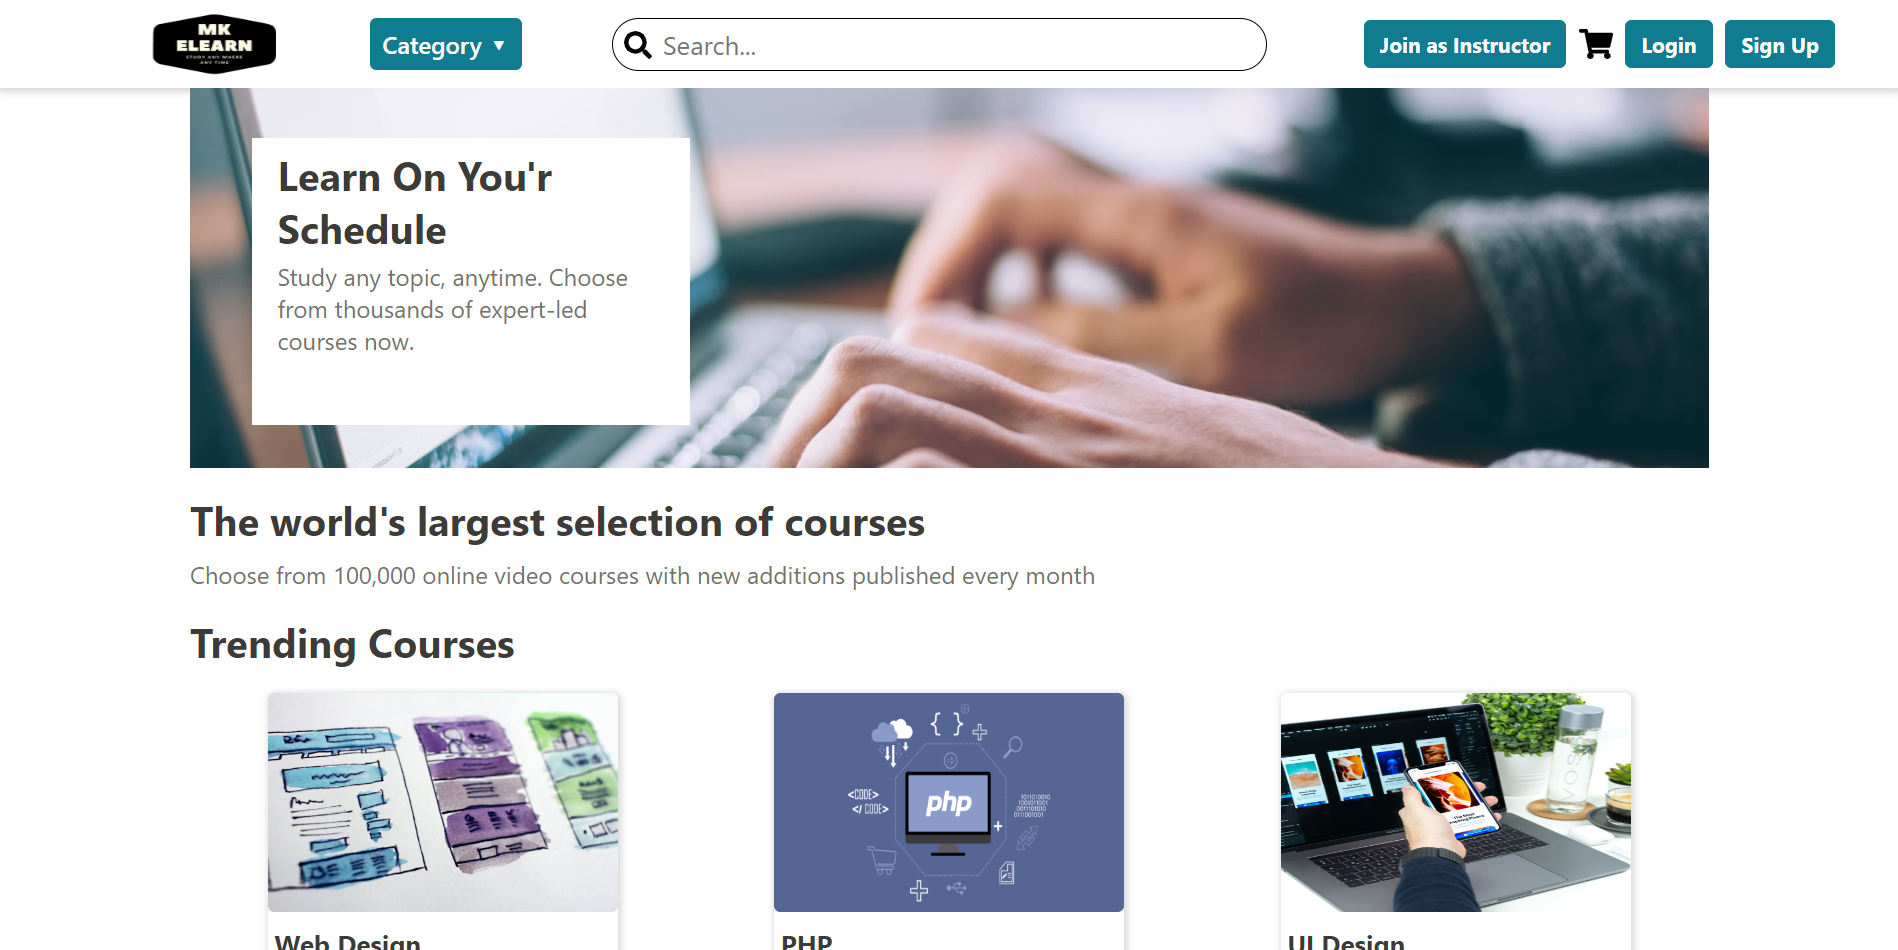 MK
ELEARN
STUDY ANY WHERE
ANY TIME
Category ▼
Search...
Join as Instructor
Login
Sign Up
Learn On You'r
Schedule
Study any topic, anytime. Choose
from thousands of expert-led
courses now.
The world's largest selection of courses
Choose from 100,000 online video courses with new additions published every month
Trending Courses
{ }
<CODE>
</ CODE>
php
VOSS
Web Design
PHP
UI Design